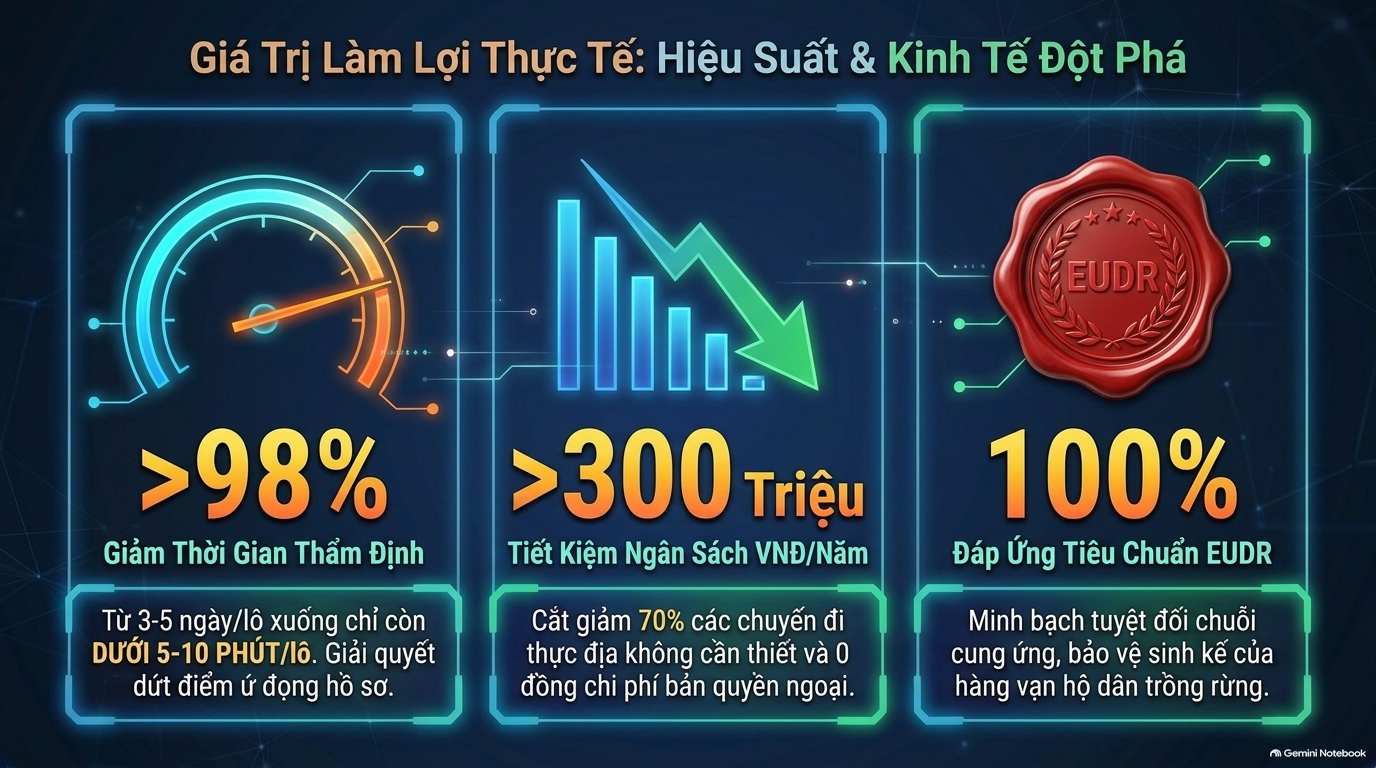 Giá Trị Làm Lợi Thực Tế: Hiệu Suất & Kinh Tế Đột Phá
>98%
Giảm Thời Gian Thẩm Định
Từ 3-5 ngày/lô xuống chỉ còn
DƯỚI 5-10 PHÚT/lô. Giải quyết
dứt điểm ứ đọng hồ sơ.
>300 Triệu
Tiết Kiệm Ngân Sách VNĐ/Năm
Cắt giảm 70% các chuyến đi
thực địa không cần thiết và 0
đồng chi phí bản quyền ngoại.
EUDR
100%
Đáp Ứng Tiêu Chuẩn EUDR
Minh bạch tuyệt đối chuỗi
cung ứng, bảo vệ sinh kế của
hàng vạn hộ dân trồng rừng.
Gemini Notebook